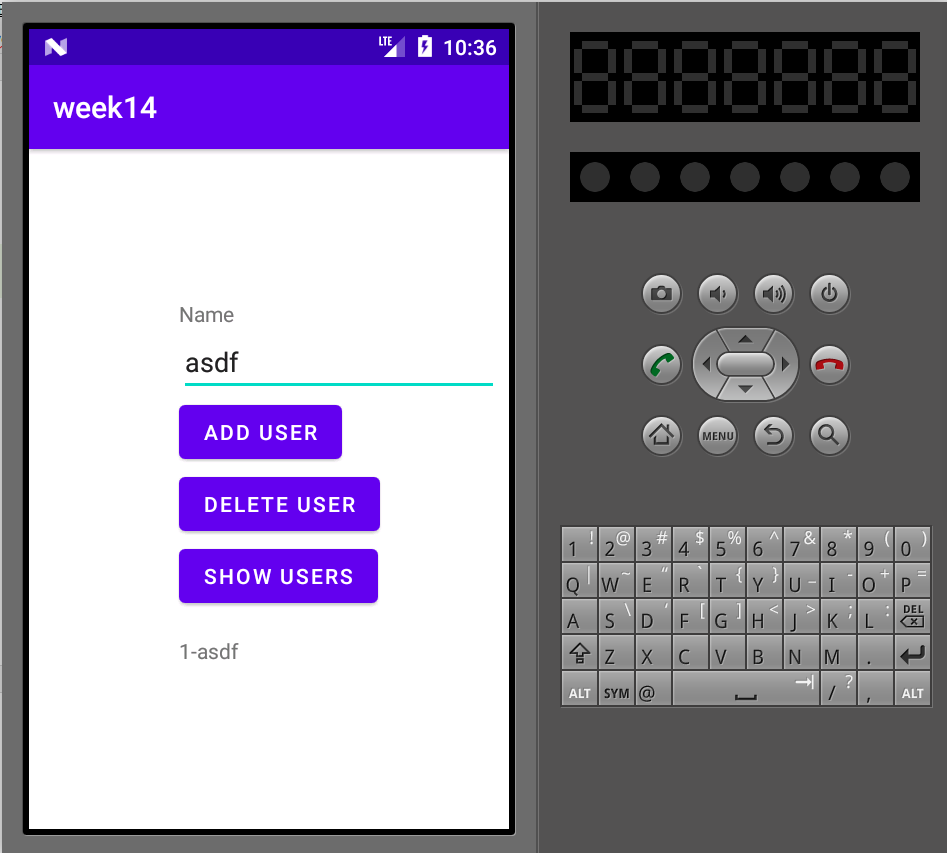 LTE 10:36
week14
Name
asdf
ADD USER
DELETE USER
SHOW USERS
1-asdf
MENU
1 ! 2 @ 3 # 4 $ 5 % 6 ^ 7 & 8 * 9 ( 0 )
Q | W ~ E “ R ` T { Y } U _ I - O + P =
A S \ D ‘ F [ G ] H < J > K ; L : DEL
Z X C V B N M .
ALT SYM @ / ? , ALT